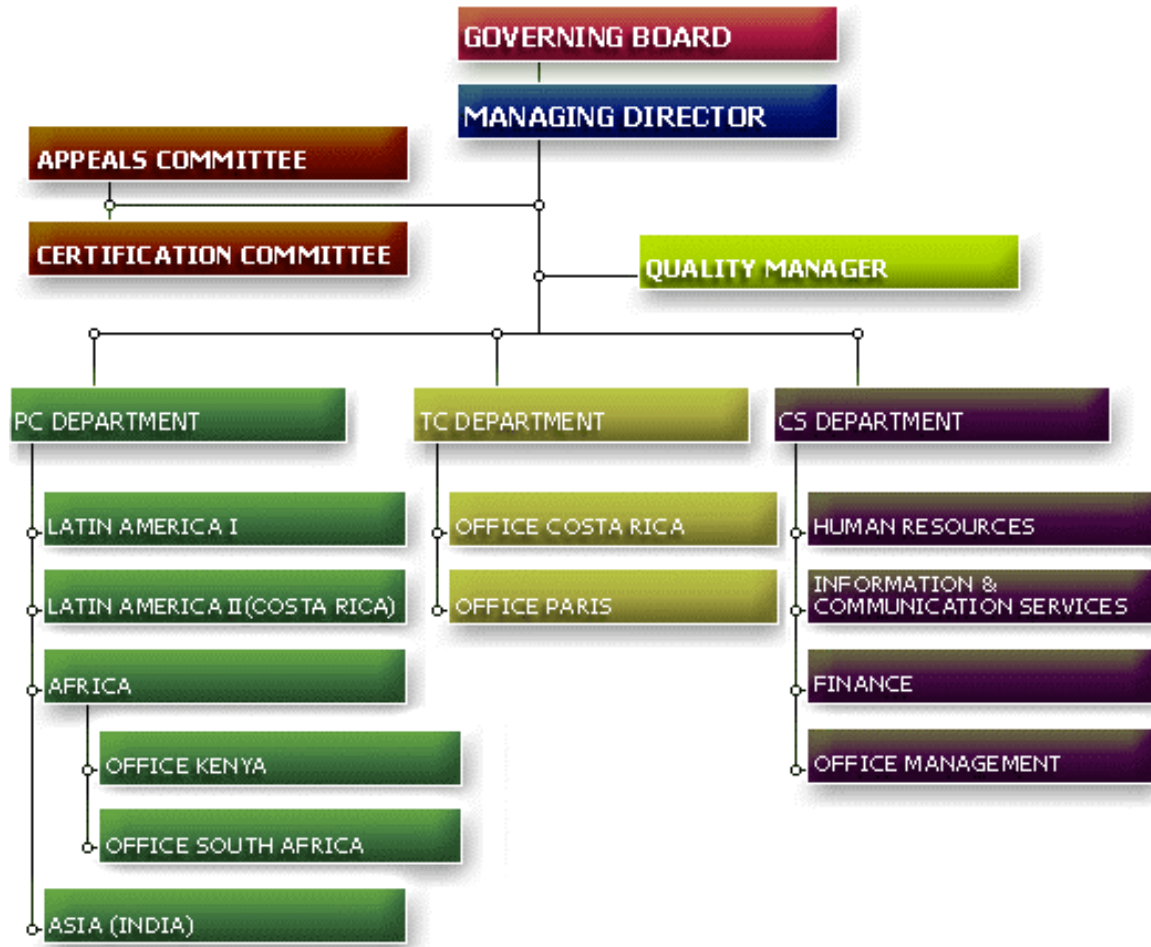 GOVERNING BOARD
MANAGING DIRECTOR
APPEALS COMMITTEE
CERTIFICATION COMMITTEE
QUALITY MANAGER
PC DEPARTMENT
LATIN AMERICA I
LATIN AMERICA II(COSTA RICA)
AFRICA
OFFICE KENYA
OFFICE SOUTH AFRICA
ASIA (INDIA)
TC DEPARTMENT
OFFICE COSTA RICA
OFFICE PARIS
CS DEPARTMENT
HUMAN RESOURCES
INFORMATION &
COMMUNICATION SERVICES
FINANCE
OFFICE MANAGEMENT